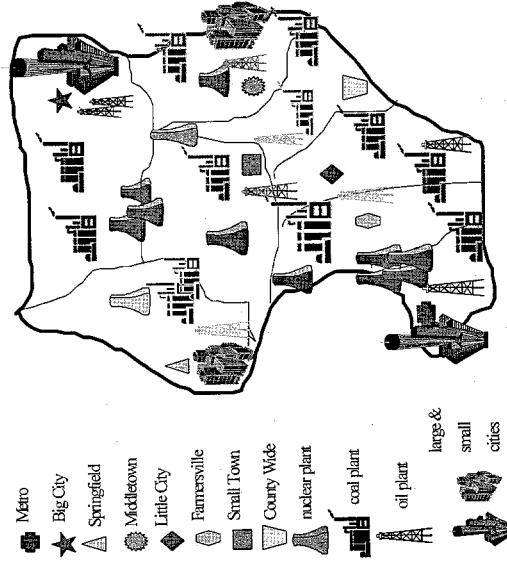 Metro
Big City
Springfield
Middletown
Little City
Farmersville
Small Town
County Wide
nuclear plant
coal plant
oil plant
large &
small
cities